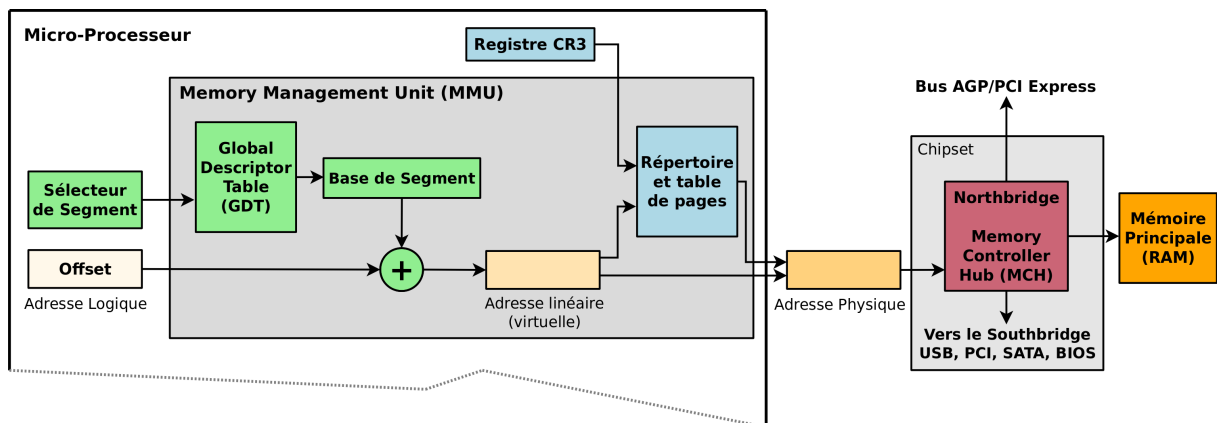 Micro-Processeur
Registre CR3
Memory Management Unit (MMU)
Global
Descriptor
Table
(GDT)
Base de Segment
Répertoire
et table
de pages
Sélecteur
de Segment
Offset
Adresse Logique
+
Adresse linéaire
(virtuelle)
Adresse Physique
Bus AGP/PCI Express
Chipset
Northbridge
Memory
Controller
Hub (MCH)
Mémoire
Principale
(RAM)
Vers le Southbridge
USB, PCI, SATA, BIOS